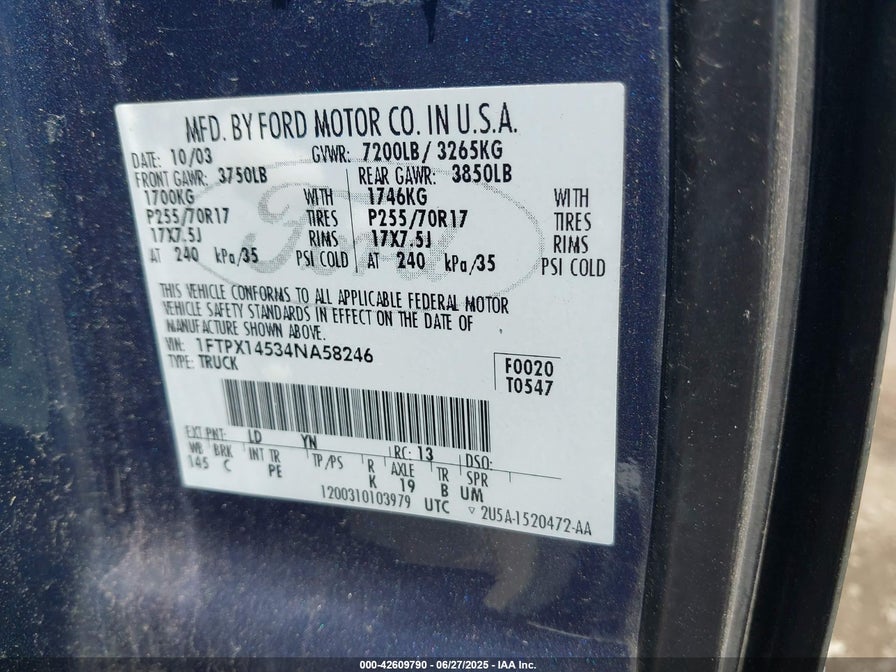 MFD. BY FORD MOTOR CO. IN U.S.A.
DATE: 10/03 GVWR: 7200LB/ 3265KG
FRONT GAWR: 3750LB REAR GAWR: 3850LB
1700KG WITH 1746KG WITH
P255/70R17 TIRES P255/70R17 TIRES
17X7.5J RIMS 17X7.5J RIMS
AT 240 kPa/35 PSI COLD AT 240 kPa/35 PSI COLD
Ford
THIS VEHICLE CONFORMS TO ALL APPLICABLE FEDERAL MOTOR
VEHICLE SAFETY STANDARDS IN EFFECT ON THE DATE OF
MANUFACTURE SHOWN ABOVE.
VIN: 1FTPX14534NA58246
TYPE: TRUCK
F0020
T0547
EXT PNT: LD YN RC: 13 DSO:
WB BRK INT TR TP/PS R AXLE TR SPR
145 C PE K 19 B UM
1200310103979 UTC ▽ 2U5A-1520472-AA
000-42609790 - 06/27/2025 - IAA Inc.